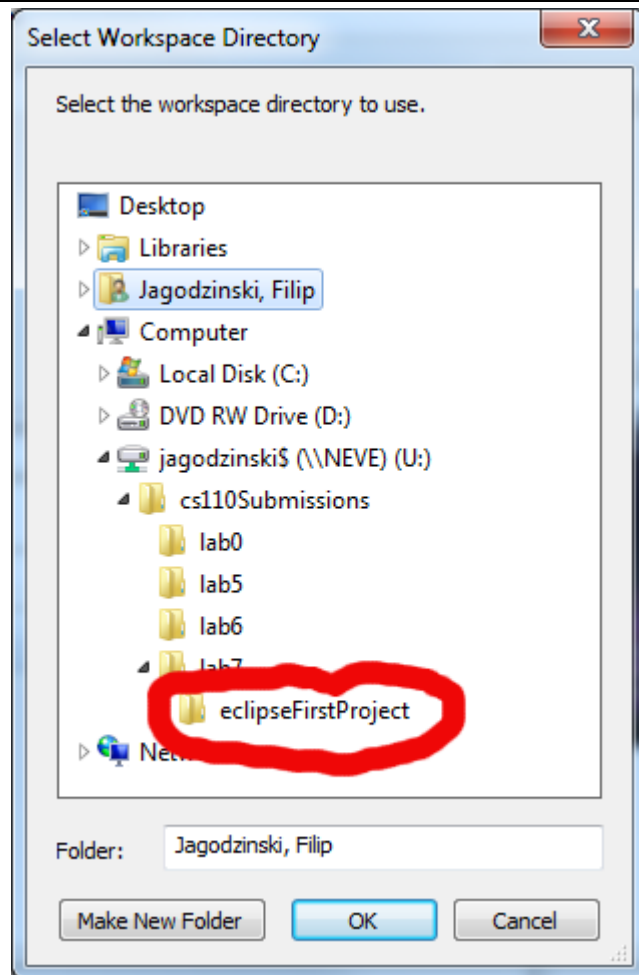 Select Workspace Directory
Select the workspace directory to use.
Desktop
Libraries
Jagodzinski, Filip
Computer
Local Disk (C:)
DVD RW Drive (D:)
jagodzinski$ (\\NEVE) (U:)
cs110Submissions
lab0
lab5
lab6
lab7
eclipseFirstProject
Folder: Jagodzinski, Filip
Make New Folder OK Cancel